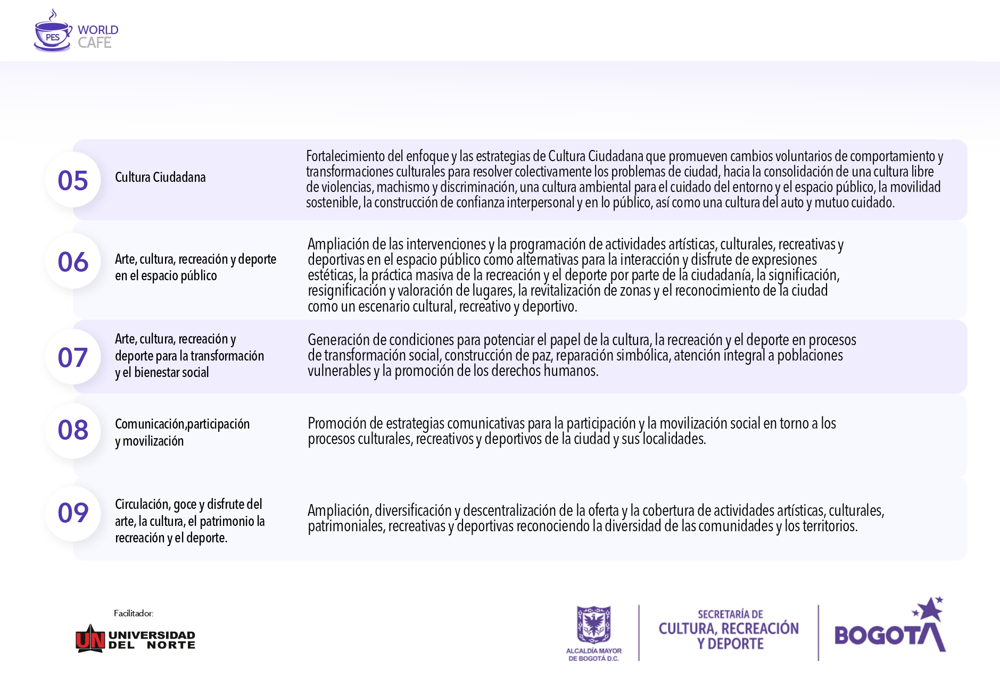 PES
WORLD
CAFÉ
05
Cultura Ciudadana
Fortalecimiento del enfoque y las estrategias de Cultura Ciudadana que promueven cambios voluntarios de comportamiento y
transformaciones culturales para resolver colectivamente los problemas de ciudad, hacia la consolidación de una cultura libre
de violencias, machismo y discriminación, una cultura ambiental para el cuidado del entorno y el espacio público, la movilidad
sostenible, la construcción de confianza interpersonal y en lo público, así como una cultura del auto y mutuo cuidado.
06
Arte, cultura, recreación y deporte
en el espacio público
Ampliación de las intervenciones y la programación de actividades artísticas, culturales, recreativas y
deportivas en el espacio público como alternativas para la interacción y disfrute de expresiones
estéticas, la práctica masiva de la recreación y el deporte por parte de la ciudadanía, la significación,
resignificación y valoración de lugares, la revitalización de zonas y el reconocimiento de la ciudad
como un escenario cultural, recreativo y deportivo.
07
Arte, cultura, recreación y
deporte para la transformación
y el bienestar social
Generación de condiciones para potenciar el papel de la cultura, la recreación y el deporte en procesos
de transformación social, construcción de paz, reparación simbólica, atención integral a poblaciones
vulnerables y la promoción de los derechos humanos.
08
Comunicación,participación
y movilización
Promoción de estrategias comunicativas para la participación y la movilización social en torno a los
procesos culturales, recreativos y deportivos de la ciudad y sus localidades.
09
Circulación, goce y disfrute del
arte, la cultura, el patrimonio la
recreación y el deporte.
Ampliación, diversificación y descentralización de la oferta y la cobertura de actividades artísticas, culturales,
patrimoniales, recreativas y deportivas reconociendo la diversidad de las comunidades y los territorios.
Facilitador:
UN
UNIVERSIDAD
DEL NORTE
ALCALDÍA MAYOR
DE BOGOTÁ D.C.
SECRETARÍA DE
CULTURA, RECREACIÓN
Y DEPORTE
BOGOTÁ